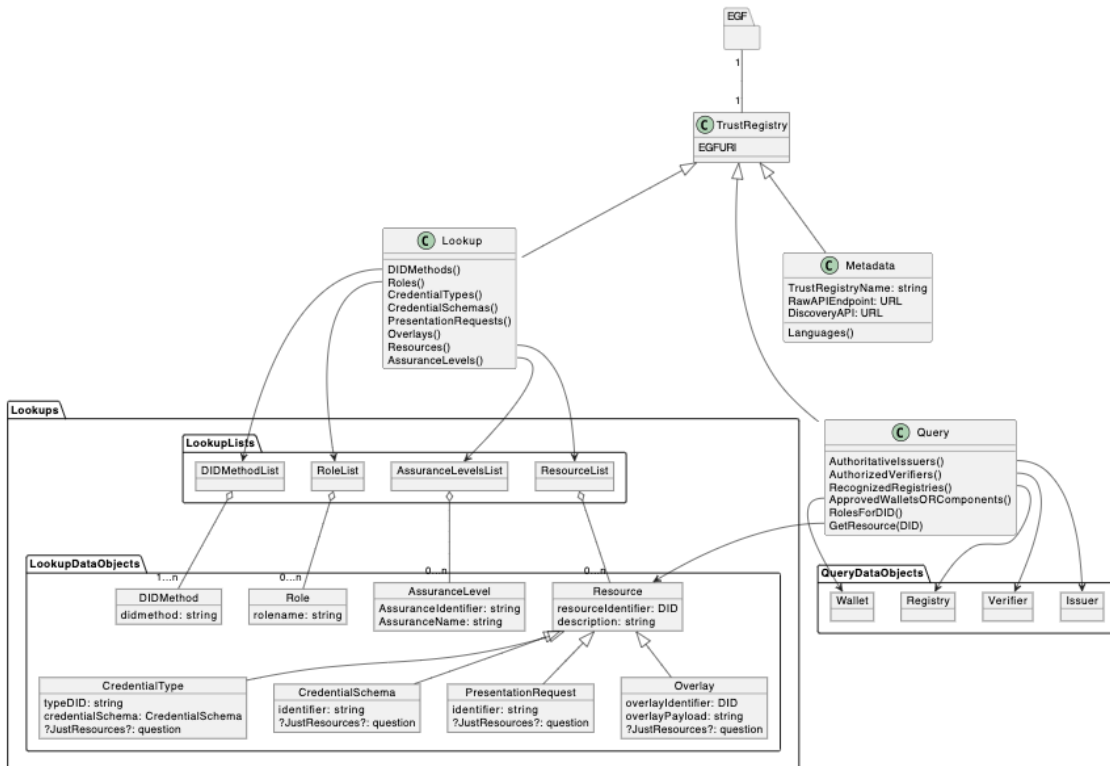 EGF
1
1
C TrustRegistry
EGFURI
C Lookup
DIDMethods()
Roles()
CredentialTypes()
CredentialSchemas()
PresentationRequests()
Overlays()
Resources()
AssuranceLevels()
C Metadata
TrustRegistryName: string
RawAPIEndpoint: URL
DiscoveryAPI: URL
Languages()
C Query
AuthoritativeIssuers()
AuthorizedVerifiers()
RecognizedRegistries()
ApprovedWalletsORComponents()
RolesForDID()
GetResource(DID)
Lookups
LookupLists
DIDMethodList
RoleList
AssuranceLevelsList
ResourceList
LookupDataObjects
1...n
0...n
0...n
0...n
DIDMethod
didmethod: string
Role
rolename: string
AssuranceLevel
AssuranceIdentifier: string
AssuranceName: string
Resource
resourceIdentifier: DID
description: string
QueryDataObjects
Wallet
Registry
Verifier
Issuer
CredentialType
typeDID: string
credentialSchema: CredentialSchema
?JustResources?: question
CredentialSchema
identifier: string
?JustResources?: question
PresentationRequest
identifier: string
?JustResources?: question
Overlay
overlayIdentifier: DID
overlayPayload: string
?JustResources?: question